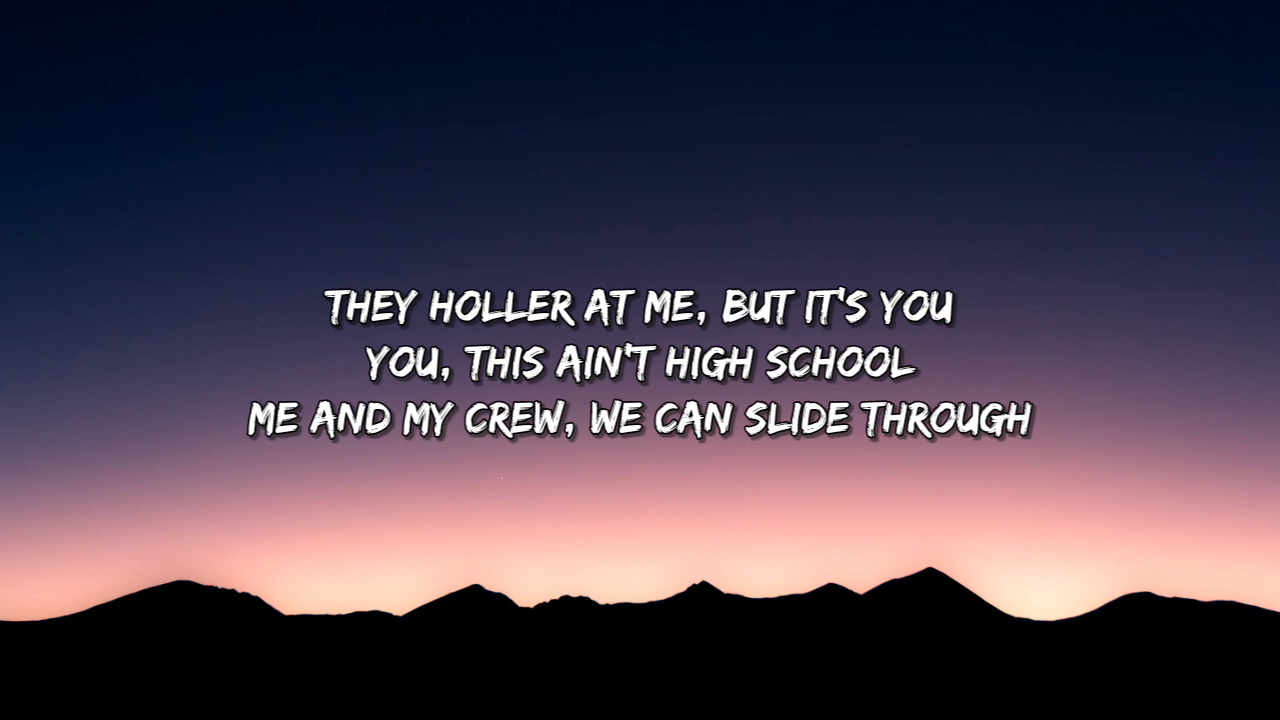 THEY HOLLER AT ME, BUT IT'S YOU
YOU, THIS AIN'T HIGH SCHOOL
ME AND MY CREW, WE CAN SLIDE THROUGH